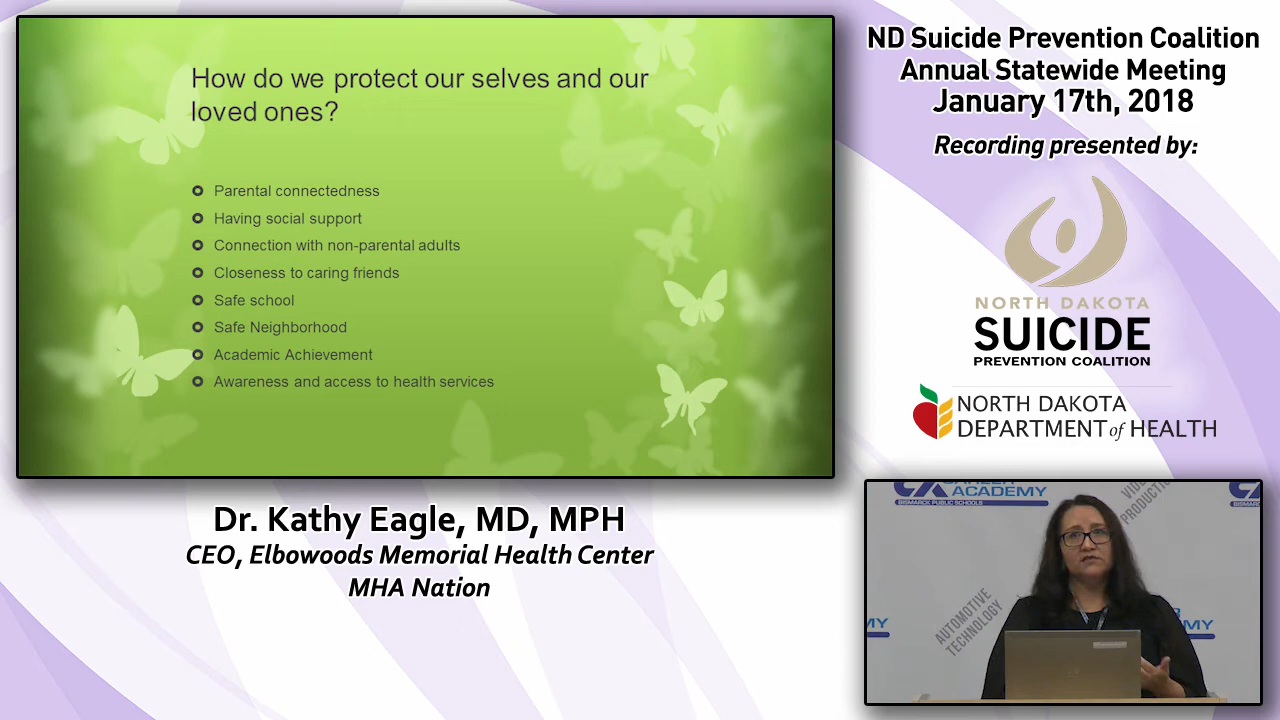 How do we protect our selves and our
loved ones?
Parental connectedness
Having social support
Connection with non-parental adults
Closeness to caring friends
Safe school
Safe Neighborhood
Academic Achievement
Awareness and access to health services
Dr. Kathy Eagle, MD, MPH
CEO, Elbowoods Memorial Health Center
MHA Nation
ND Suicide Prevention Coalition
Annual Statewide Meeting
January 17th, 2018
Recording presented by:
NORTH DAKOTA
SUICIDE
PREVENTION COALITION
NORTH DAKOTA
DEPARTMENT of HEALTH
ACADEMY
BISMARCK PUBLIC SCHOOLS
AUTOMOTIVE
TECHNOLOGY